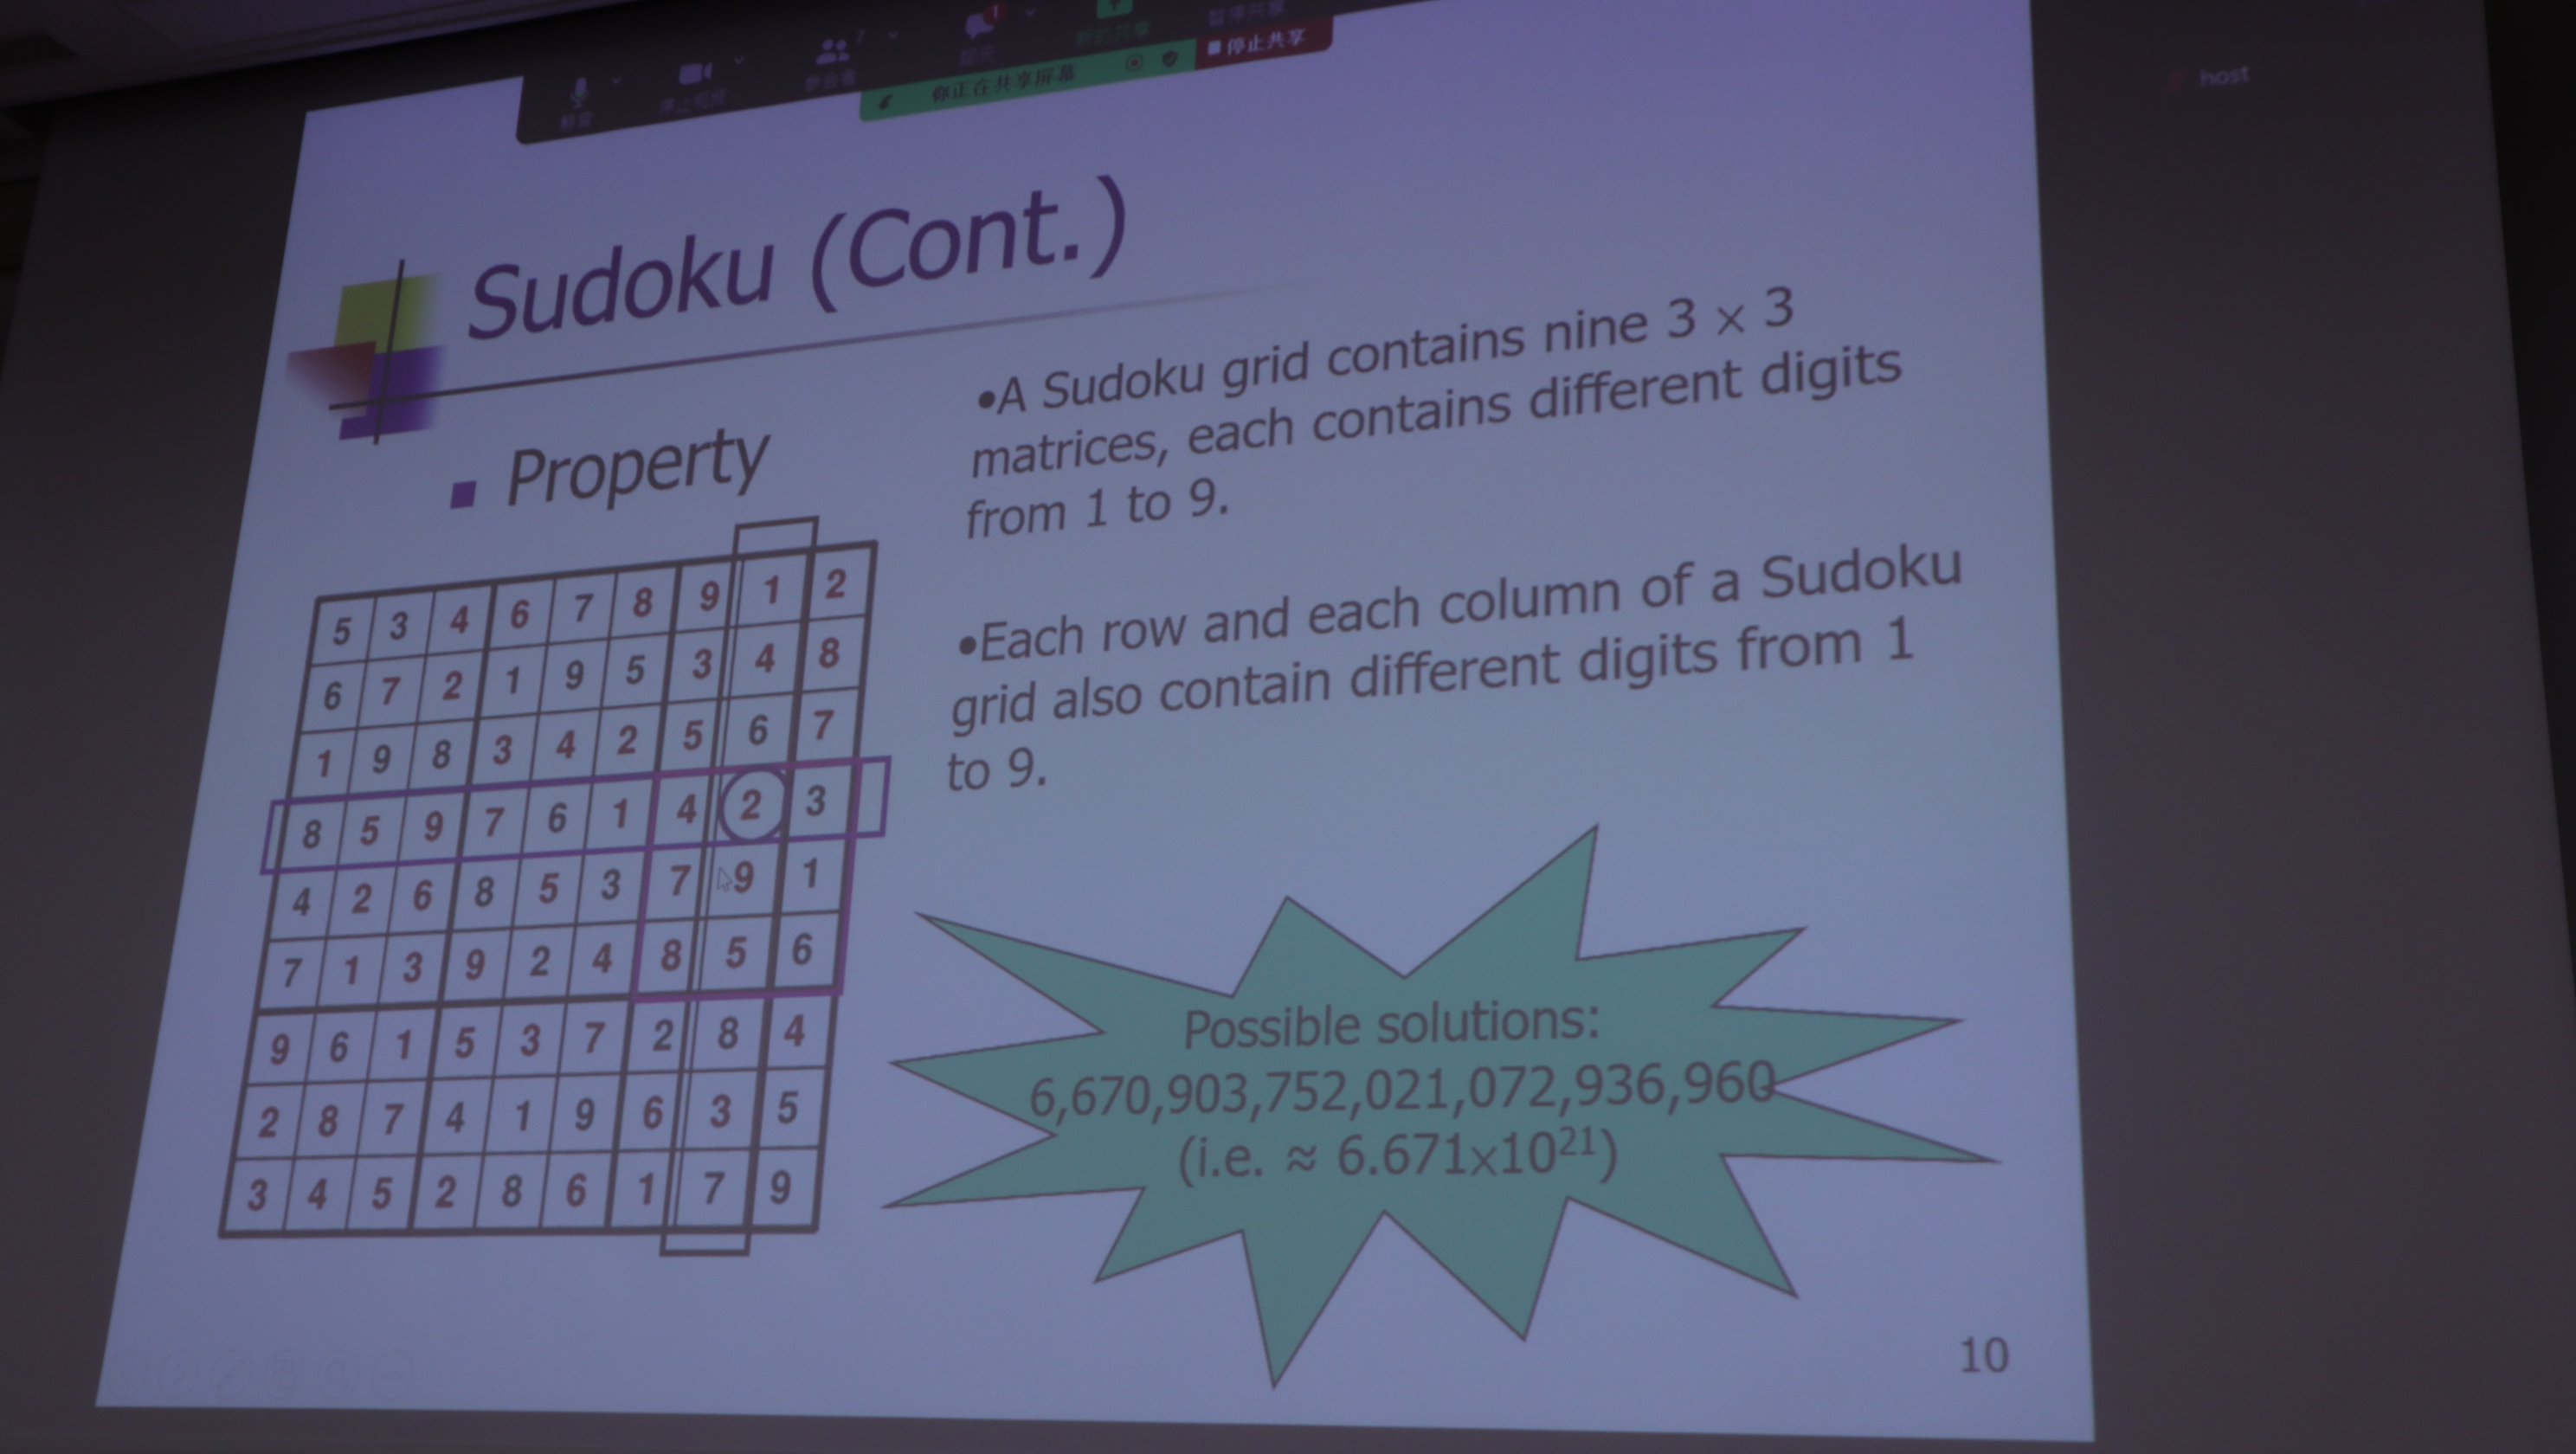 7
1
静音
停止视频
参会者
聊天
新的共享
暂停共享
你正在共享屏幕
停止共享
host
Sudoku (Cont.)
Property
•A Sudoku grid contains nine 3 × 3
matrices, each contains different digits
from 1 to 9.
•Each row and each column of a Sudoku
grid also contain different digits from 1
to 9.
5 3 4 6 7 8 9 1 2
6 7 2 1 9 5 3 4 8
1 9 8 3 4 2 5 6 7
8 5 9 7 6 1 4 2 3
4 2 6 8 5 3 7 9 1
7 1 3 9 2 4 8 5 6
9 6 1 5 3 7 2 8 4
2 8 7 4 1 9 6 3 5
3 4 5 2 8 6 1 7 9
Possible solutions:
6,670,903,752,021,072,936,960
(i.e. ≈ 6.671×10²¹)
10